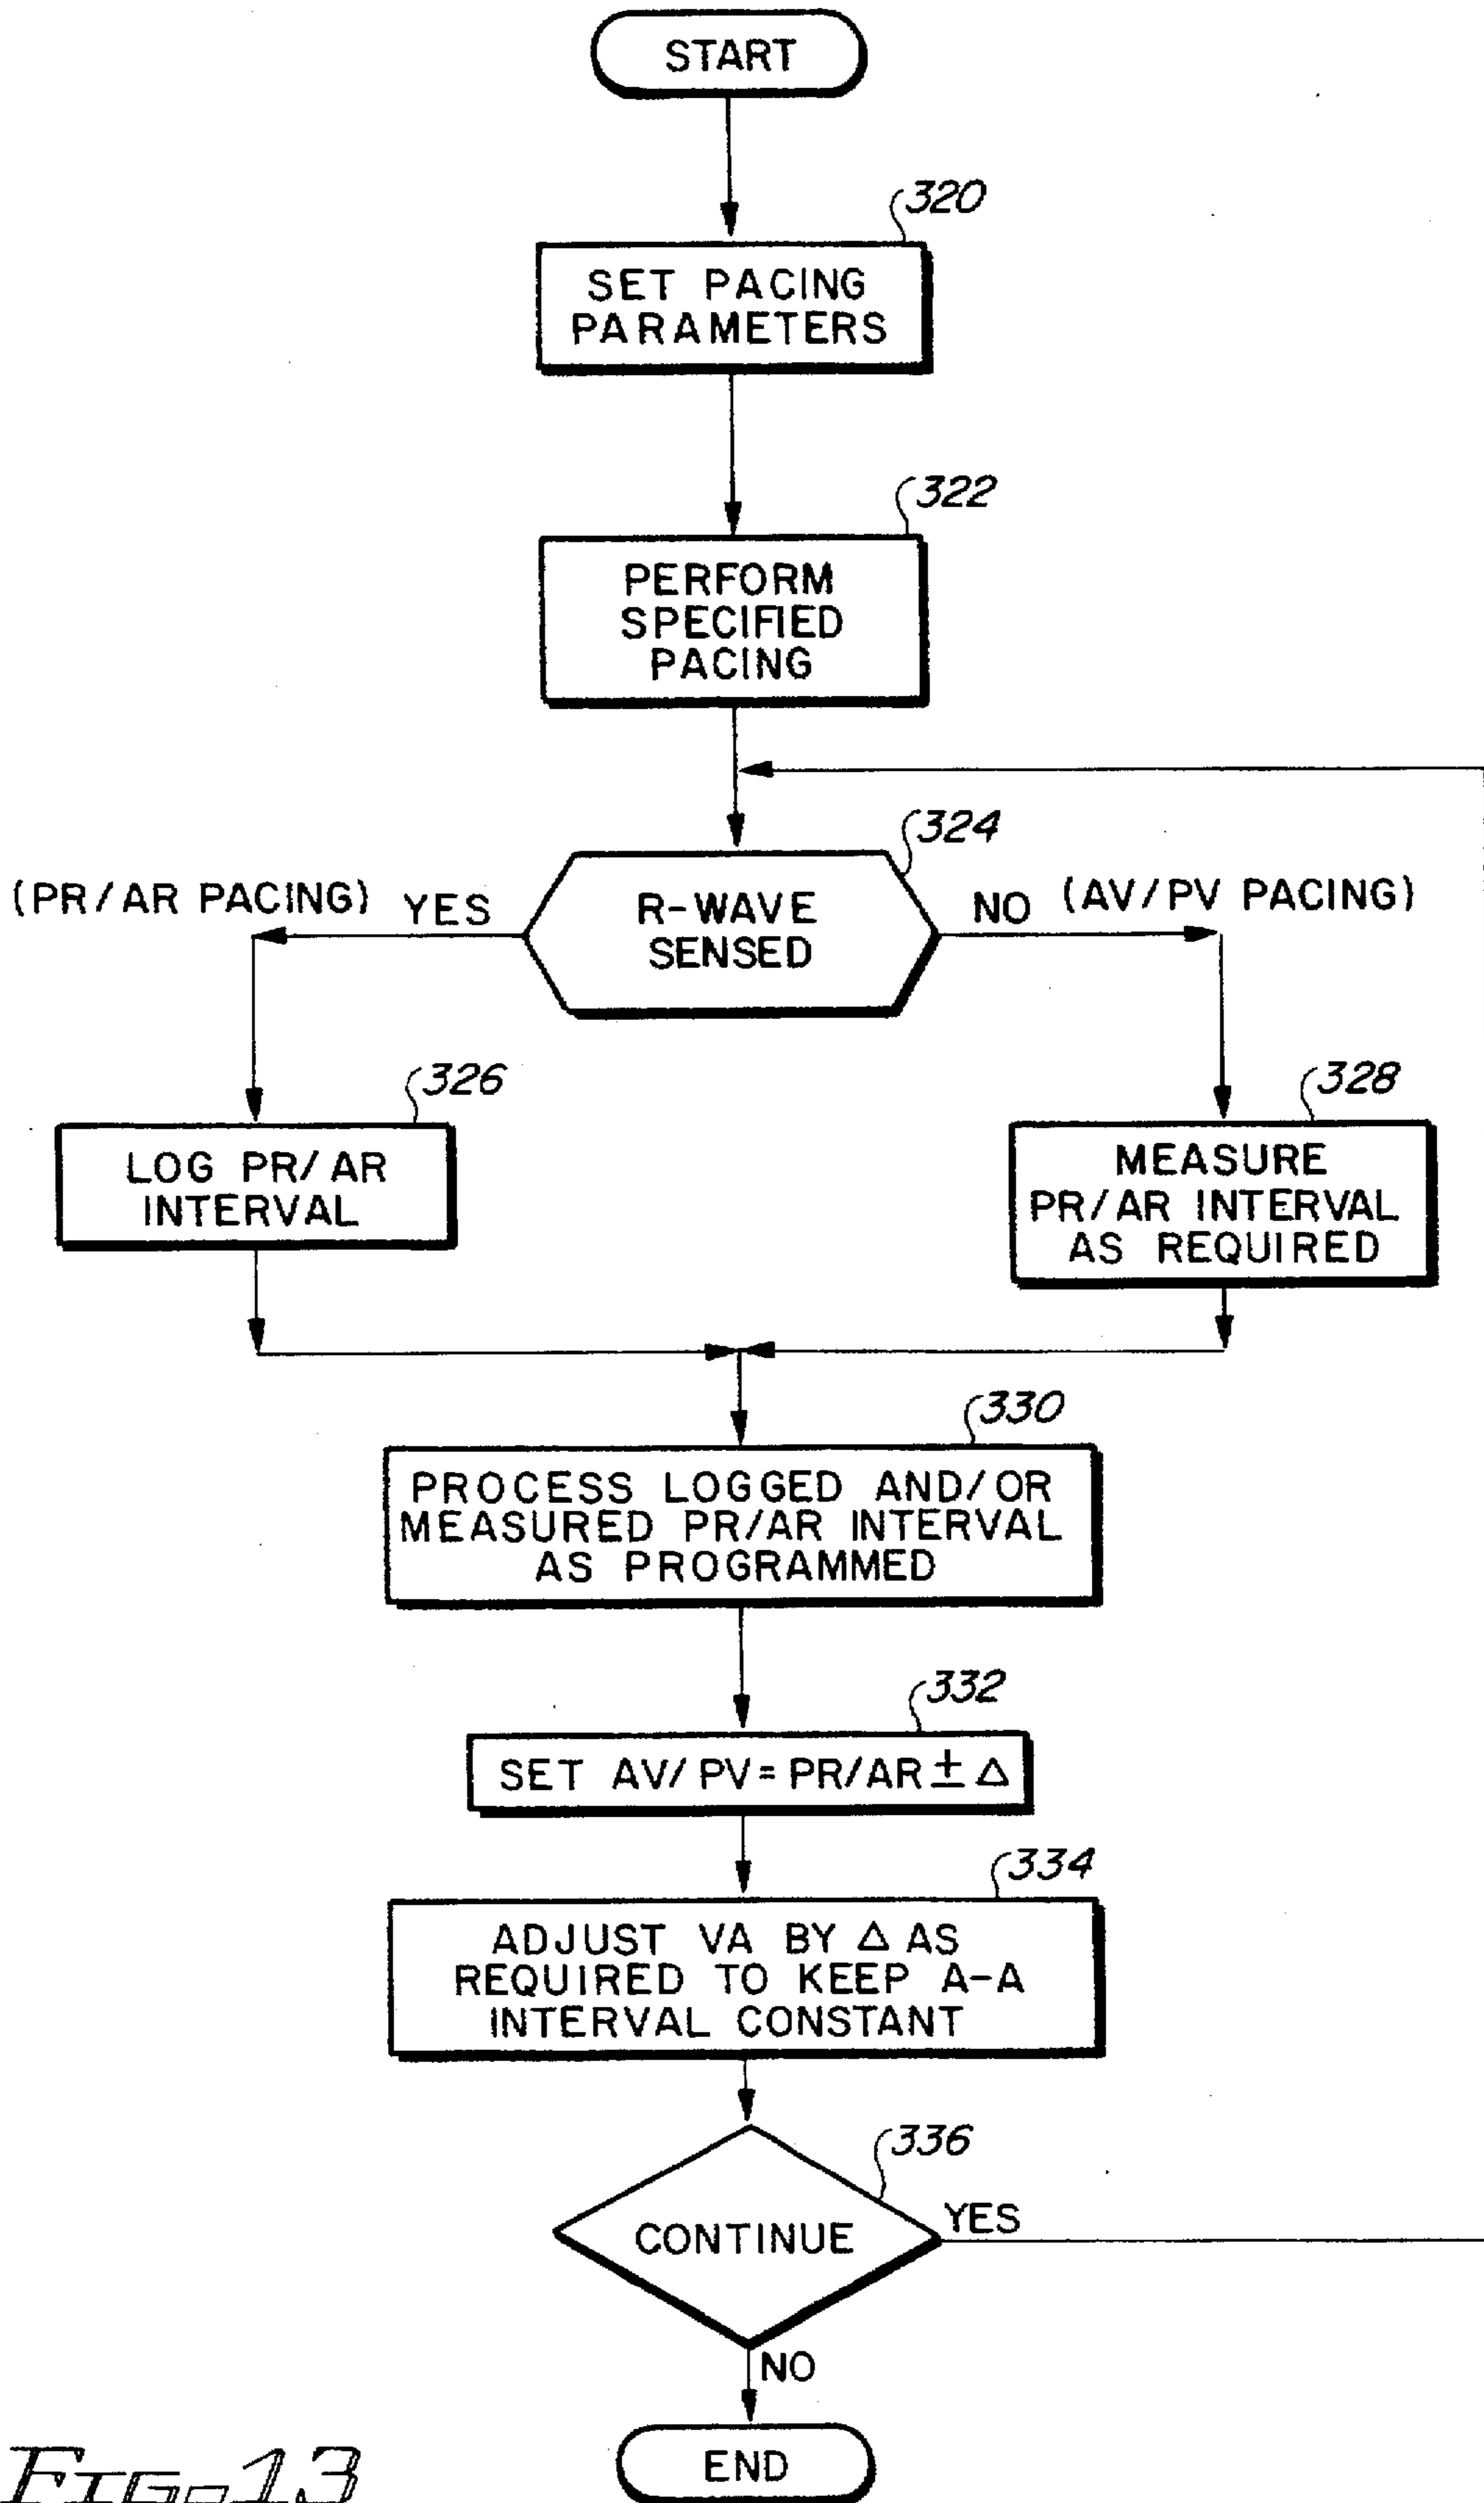 START
320
SET PACING
PARAMETERS
322
PERFORM
SPECIFIED
PACING
324
(PR/AR PACING) YES
R-WAVE
SENSED
NO (AV/PV PACING)
326
LOG PR/AR
INTERVAL
328
MEASURE
PR/AR INTERVAL
AS REQUIRED
330
PROCESS LOGGED AND/OR
MEASURED PR/AR INTERVAL
AS PROGRAMMED
332
SET AV/PV=PR/AR±Δ
334
ADJUST VA BY Δ AS
REQUIRED TO KEEP A-A
INTERVAL CONSTANT
336
CONTINUE
YES
NO
END
FIG-13